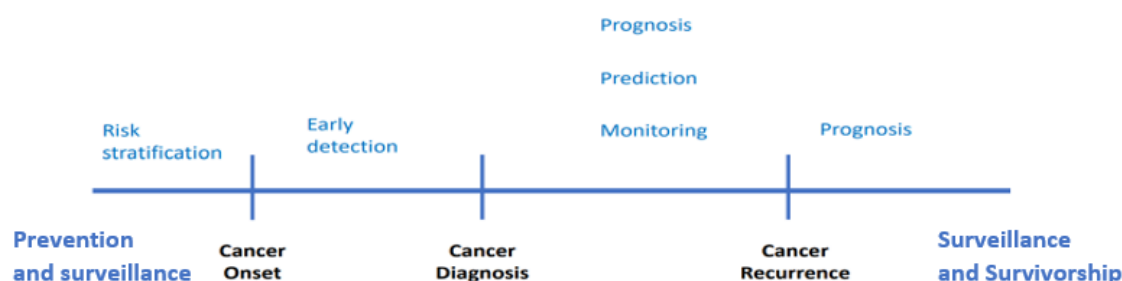 Prognosis
Prediction
Risk
stratification
Early
detection
Monitoring
Prognosis
Prevention
and surveillance
Cancer
Onset
Cancer
Diagnosis
Cancer
Recurrence
Surveillance
and Survivorship